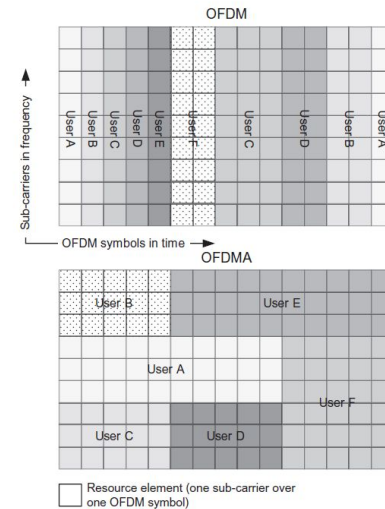 OFDM
Sub-carriers in frequency
User A
User B
User C
User D
User E
User F
User C
User D
User B
User A
OFDM symbols in time
OFDMA
User B
User E
User A
User F
User C
User D
Resource element (one sub-carrier over
one OFDM symbol)